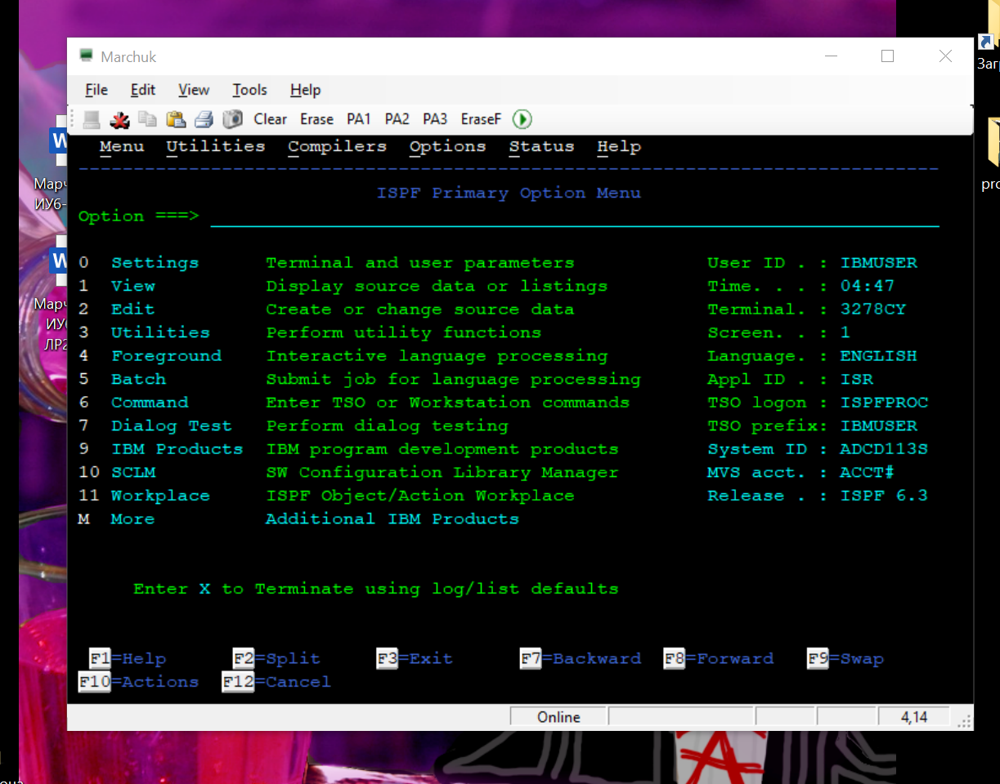 Marchuk
File Edit View Tools Help
Clear Erase PA1 PA2 PA3 EraseF
Menu Utilities Compilers Options Status Help
ISPF Primary Option Menu
Option ===>
0 Settings Terminal and user parameters User ID . : IBMUSER
1 View Display source data or listings Time. . . : 04:47
2 Edit Create or change source data Terminal. : 3278CY
3 Utilities Perform utility functions Screen. . : 1
4 Foreground Interactive language processing Language. : ENGLISH
5 Batch Submit job for language processing Appl ID . : ISR
6 Command Enter TSO or Workstation commands TSO logon : ISPFPROC
7 Dialog Test Perform dialog testing TSO prefix: IBMUSER
9 IBM Products IBM program development products System ID : ADCD113S
10 SCLM SW Configuration Library Manager MVS acct. : ACCT#
11 Workplace ISPF Object/Action Workplace Release . : ISPF 6.3
M More Additional IBM Products
Enter X to Terminate using log/list defaults
F1=Help F2=Split F3=Exit F7=Backward F8=Forward F9=Swap
F10=Actions F12=Cancel
Online 4,14